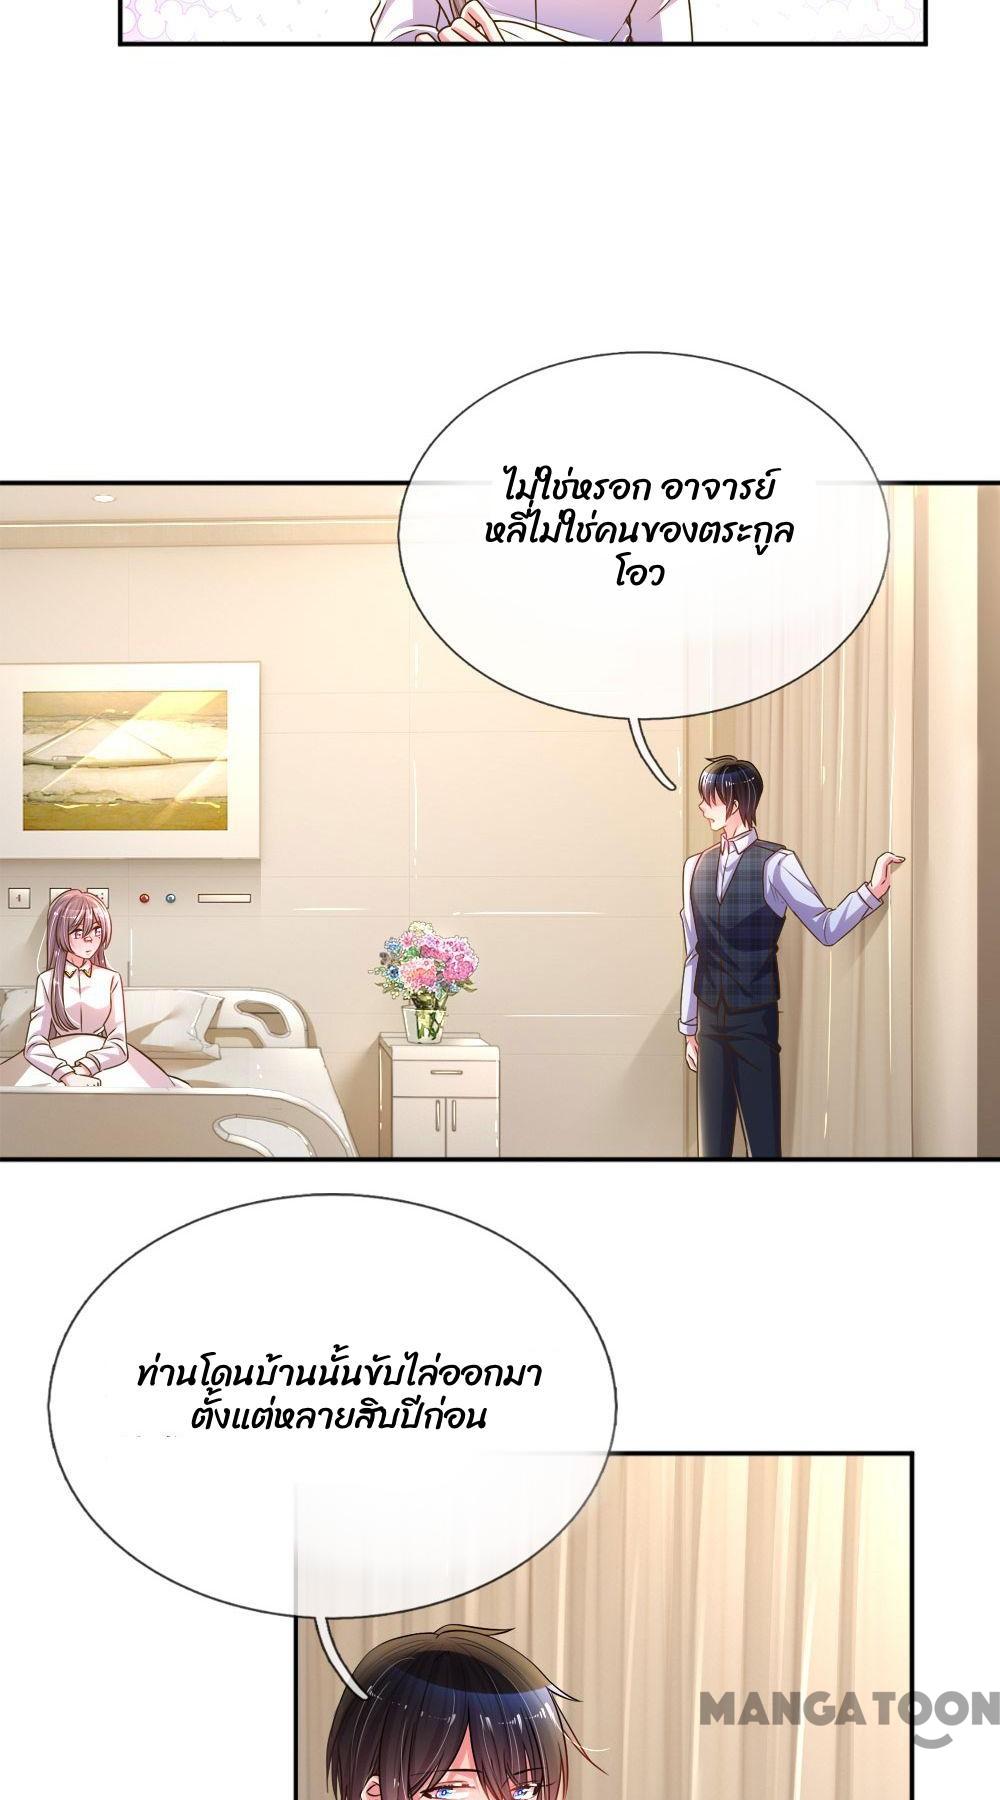 ไม่ใช่หรอก อาจารย์
หลี่ไม่ใช่คนของตระกูล
โอว
ท่านโดนบ้านนั้นขับไล่ออกมา
ตั้งแต่หลายสิบปีก่อน
MANGATOON